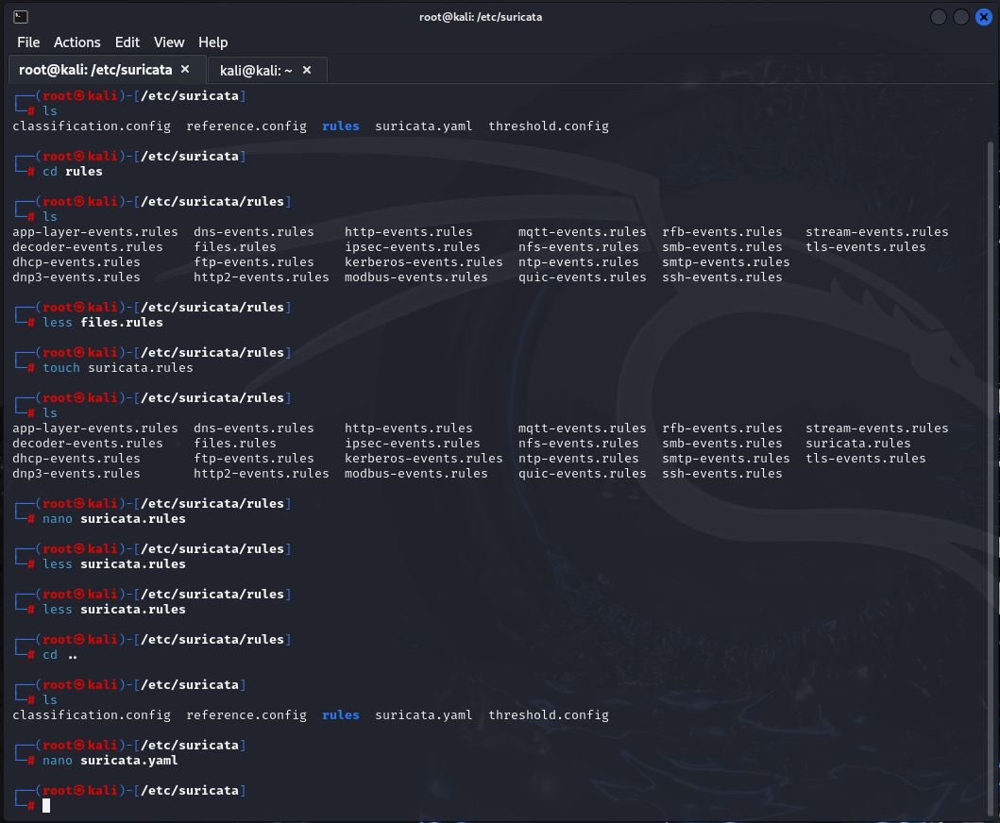 root@kali: /etc/suricata
File Actions Edit View Help
root@kali: /etc/suricata × kali@kali: ~ ×
┌──(root㉿kali)-[/etc/suricata]
└─# ls
classification.config reference.config rules suricata.yaml threshold.config
┌──(root㉿kali)-[/etc/suricata]
└─# cd rules
┌──(root㉿kali)-[/etc/suricata/rules]
└─# ls
app-layer-events.rules dns-events.rules http-events.rules mqtt-events.rules rfb-events.rules stream-events.rules
decoder-events.rules files.rules ipsec-events.rules nfs-events.rules smb-events.rules tls-events.rules
dhcp-events.rules ftp-events.rules kerberos-events.rules ntp-events.rules smtp-events.rules
dnp3-events.rules http2-events.rules modbus-events.rules quic-events.rules ssh-events.rules
┌──(root㉿kali)-[/etc/suricata/rules]
└─# less files.rules
┌──(root㉿kali)-[/etc/suricata/rules]
└─# touch suricata.rules
┌──(root㉿kali)-[/etc/suricata/rules]
└─# ls
app-layer-events.rules dns-events.rules http-events.rules mqtt-events.rules rfb-events.rules stream-events.rules
decoder-events.rules files.rules ipsec-events.rules nfs-events.rules smb-events.rules suricata.rules
dhcp-events.rules ftp-events.rules kerberos-events.rules ntp-events.rules smtp-events.rules tls-events.rules
dnp3-events.rules http2-events.rules modbus-events.rules quic-events.rules ssh-events.rules
┌──(root㉿kali)-[/etc/suricata/rules]
└─# nano suricata.rules
┌──(root㉿kali)-[/etc/suricata/rules]
└─# less suricata.rules
┌──(root㉿kali)-[/etc/suricata/rules]
└─# less suricata.rules
┌──(root㉿kali)-[/etc/suricata/rules]
└─# cd ..
┌──(root㉿kali)-[/etc/suricata]
└─# ls
classification.config reference.config rules suricata.yaml threshold.config
┌──(root㉿kali)-[/etc/suricata]
└─# nano suricata.yaml
┌──(root㉿kali)-[/etc/suricata]
└─#